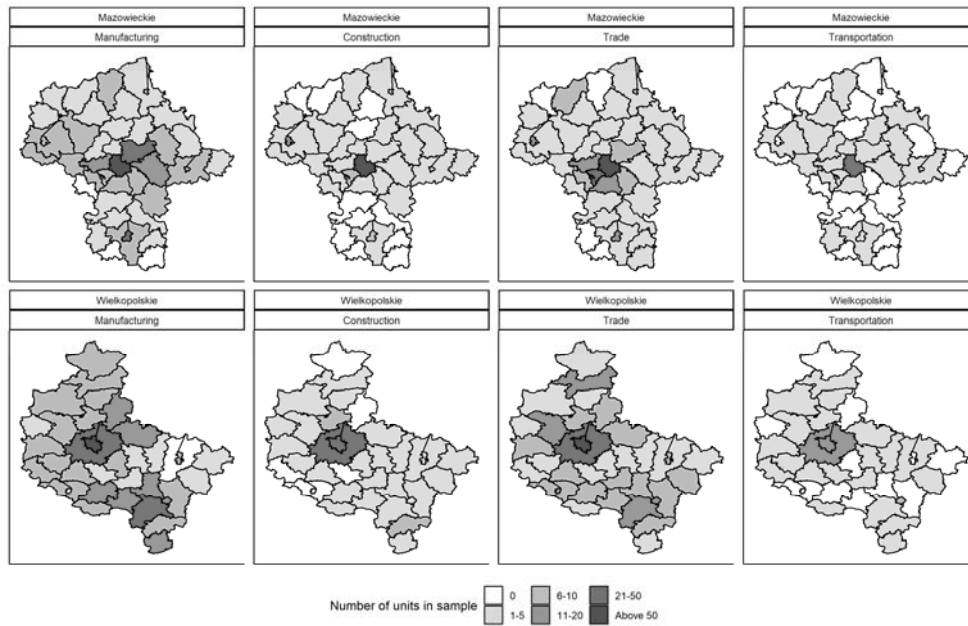 Mazowieckie
Manufacturing
Mazowieckie
Construction
Mazowieckie
Trade
Mazowieckie
Transportation
Wielkopolskie
Manufacturing
Wielkopolskie
Construction
Wielkopolskie
Trade
Wielkopolskie
Transportation
Number of units in sample
0
6-10
21-50
1-5
11-20
Above 50